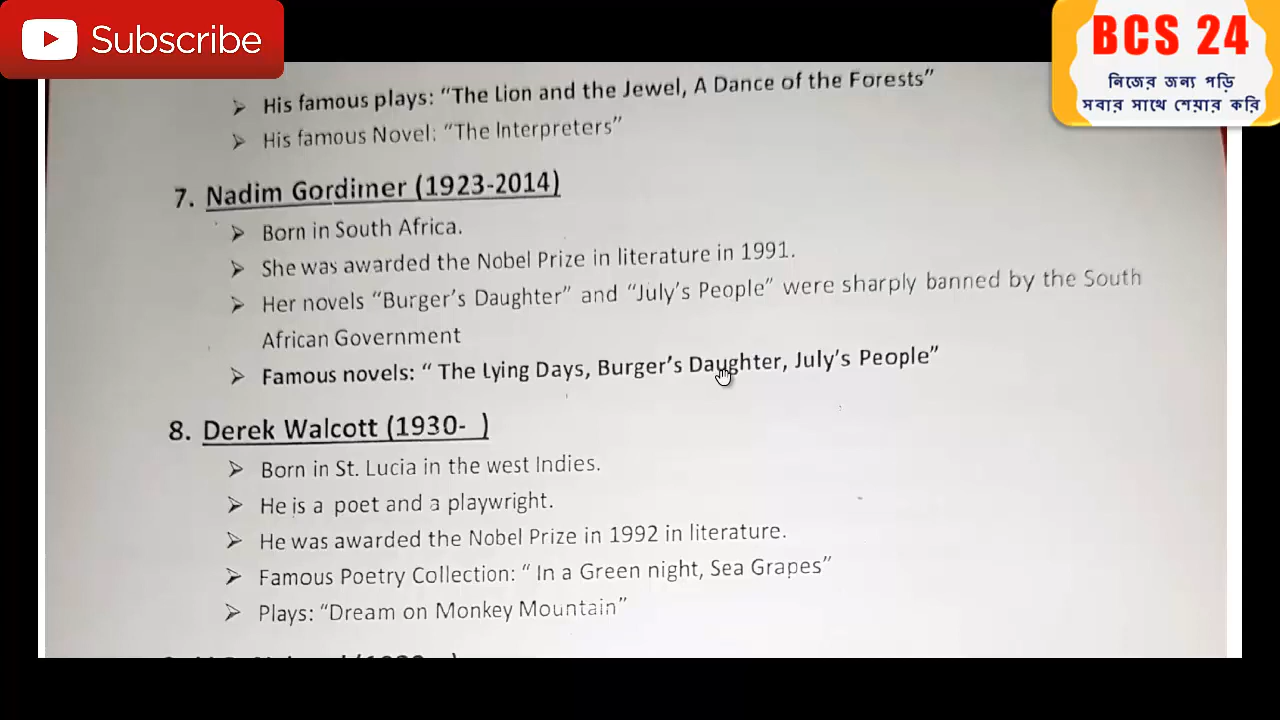 Subscribe
BCS 24
নিজের জন্য পড়ি
সবার সাথে শেয়ার করি
➢ His famous plays: “The Lion and the Jewel, A Dance of the Forests”
➢ His famous Novel: “The Interpreters”
7. Nadim Gordimer (1923-2014)
➢ Born in South Africa.
➢ She was awarded the Nobel Prize in literature in 1991.
➢ Her novels “Burger’s Daughter” and “July’s People” were sharply banned by the South
African Government
➢ Famous novels: “ The Lying Days, Burger’s Daughter, July’s People”
8. Derek Walcott (1930- )
➢ Born in St. Lucia in the west Indies.
➢ He is a poet and a playwright.
➢ He was awarded the Nobel Prize in 1992 in literature.
➢ Famous Poetry Collection: “ In a Green night, Sea Grapes”
➢ Plays: “Dream on Monkey Mountain”